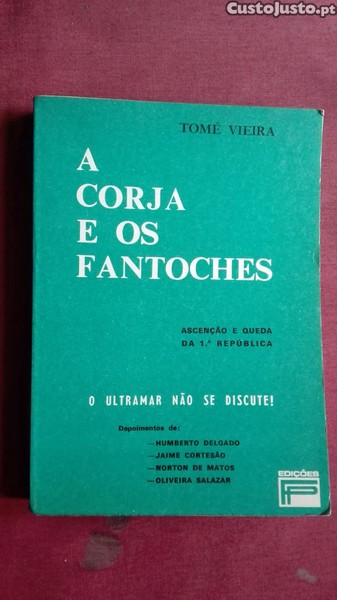 CustoJusto.pt
TOMÉ VIEIRA
A
CORJA
E OS
FANTOCHES
ASCENÇÃO E QUEDA
DA 1.ª REPÚBLICA
O ULTRAMAR NÃO SE DISCUTE!
Depoimentos de:
—HUMBERTO DELGADO
—JAIME CORTESÃO
—NORTON DE MATOS
—OLIVEIRA SALAZAR
EDIÇÕES